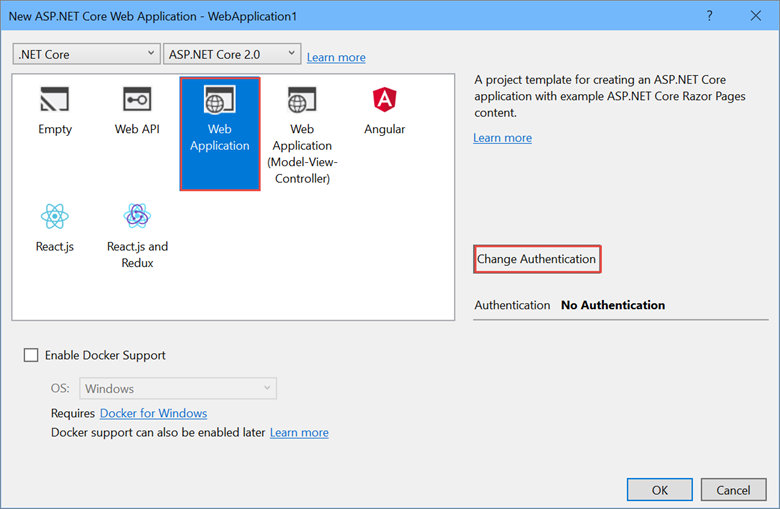 New ASP.NET Core Web Application - WebApplication1
?
.NET Core
ASP.NET Core 2.0
Learn more
Empty
Web API
Web
Application
Web
Application
(Model-View-
Controller)
Angular
React.js
React.js and
Redux
A project template for creating an ASP.NET Core
application with example ASP.NET Core Razor Pages
content.
Learn more
Change Authentication
Authentication No Authentication
Enable Docker Support
OS: Windows
Requires Docker for Windows
Docker support can also be enabled later Learn more
OK
Cancel